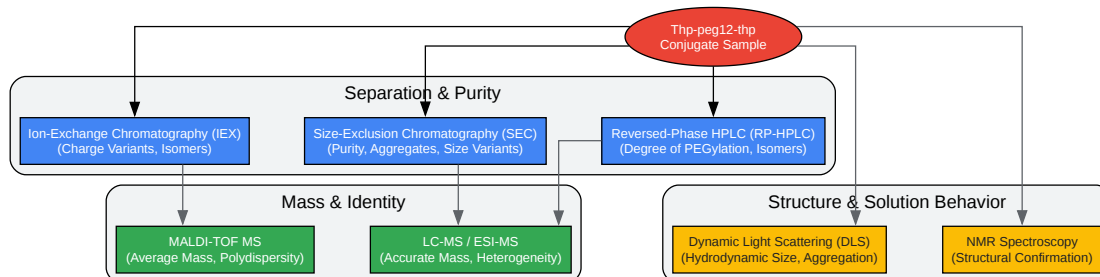 Thp-peg12-thp
Conjugate Sample
Separation & Purity
Ion-Exchange Chromatography (IEX)
(Charge Variants, Isomers)
Size-Exclusion Chromatography (SEC)
(Purity, Aggregates, Size Variants)
Reversed-Phase HPLC (RP-HPLC)
(Degree of PEGylation, Isomers)
Mass & Identity
MALDI-TOF MS
(Average Mass, Polydispersity)
LC-MS / ESI-MS
(Accurate Mass, Heterogeneity)
Structure & Solution Behavior
Dynamic Light Scattering (DLS)
(Hydrodynamic Size, Aggregation)
NMR Spectroscopy
(Structural Confirmation)